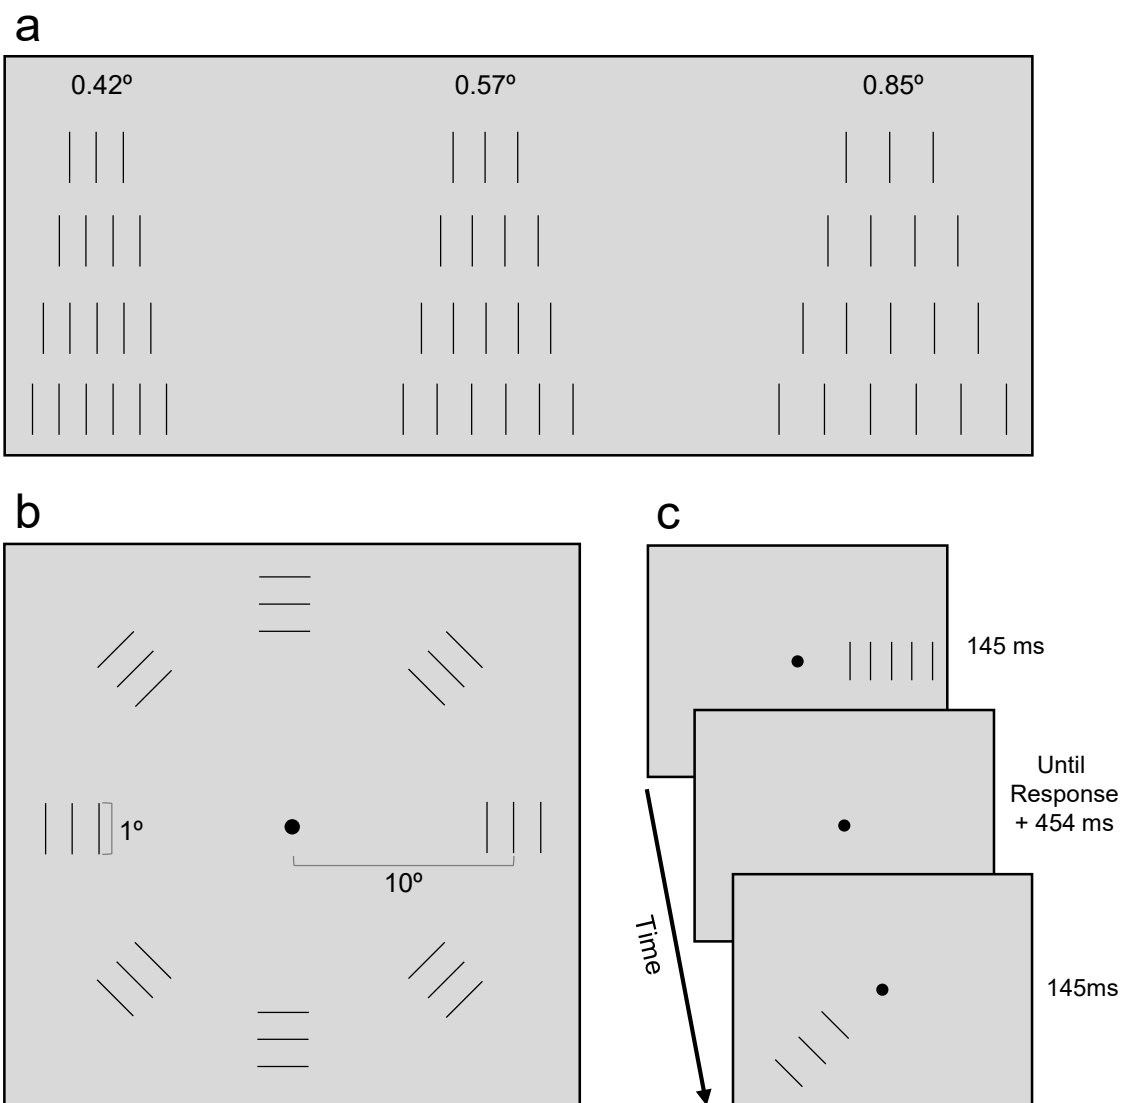 a
0.42º
0.57º
0.85º
b
1º
10º
c
145 ms
Until
Response
+ 454 ms
Time
145ms